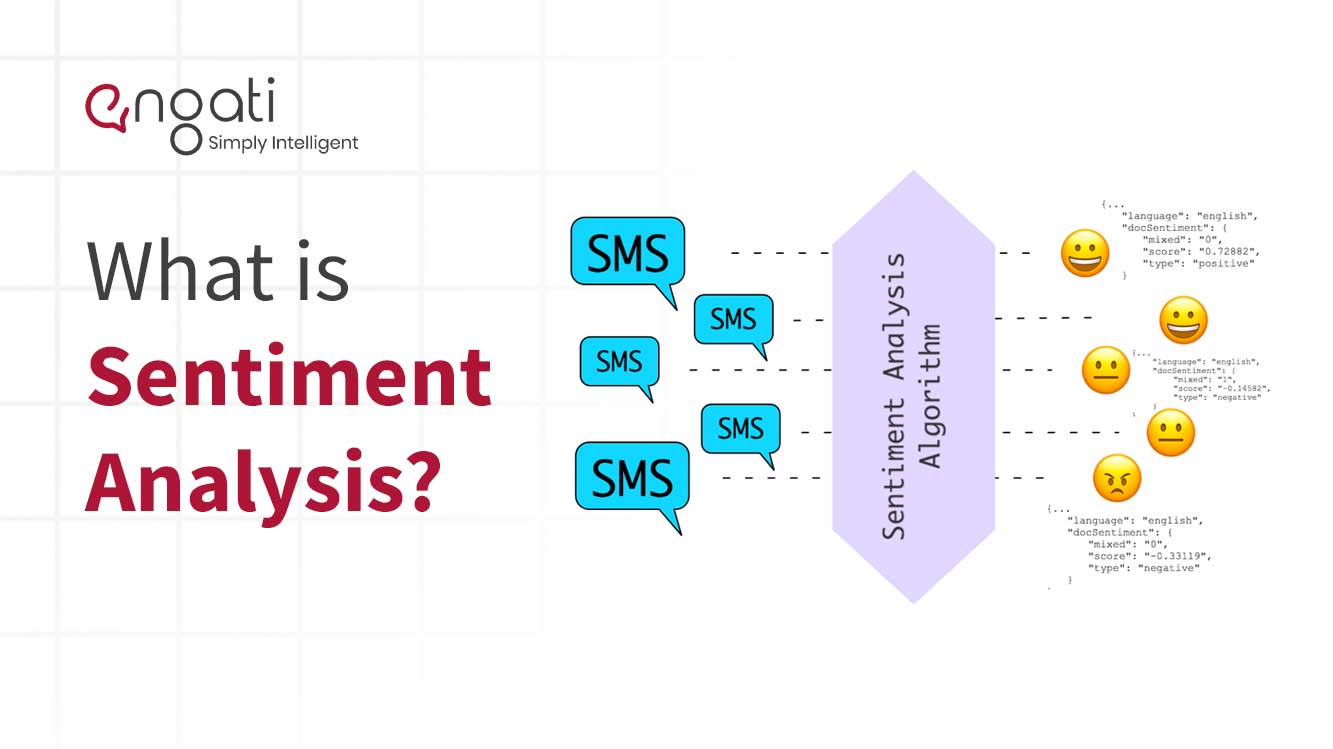 engati
Simply Intelligent
What is
Sentiment
Analysis?
SMS
SMS
SMS
SMS
SMS
Sentiment Analysis
Algorithm
{...
"language": "english",
"docSentiment": {
"mixed": "0",
"score": "0.72882",
"type": "positive"
}
{...
"language": "english",
"docSentiment": {
"mixed": "1",
"score": "-0.14582",
"type": "negative"
}
}
{...
"language": "english",
"docSentiment": {
"mixed": "0",
"score": "-0.33119",
"type": "negative"
}